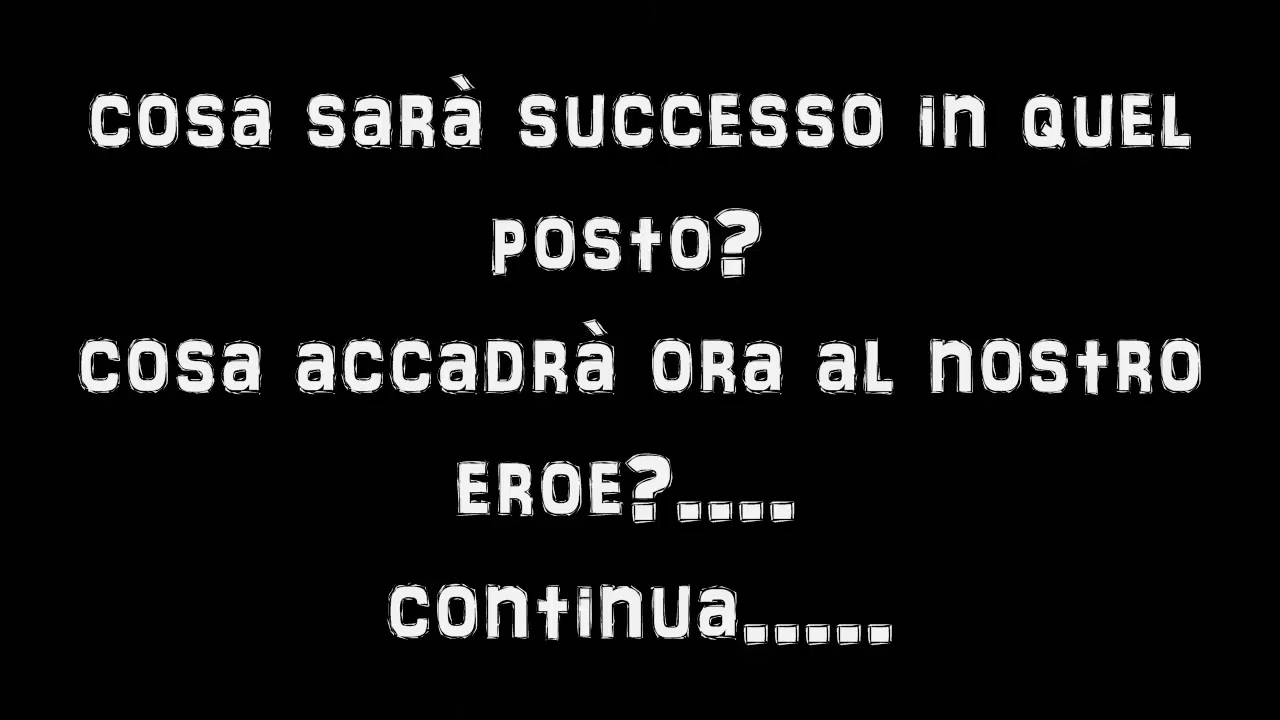 cosa sarà successo in quel
posto?
cosa accadrà ora al nostro
eroe?....
continua.....